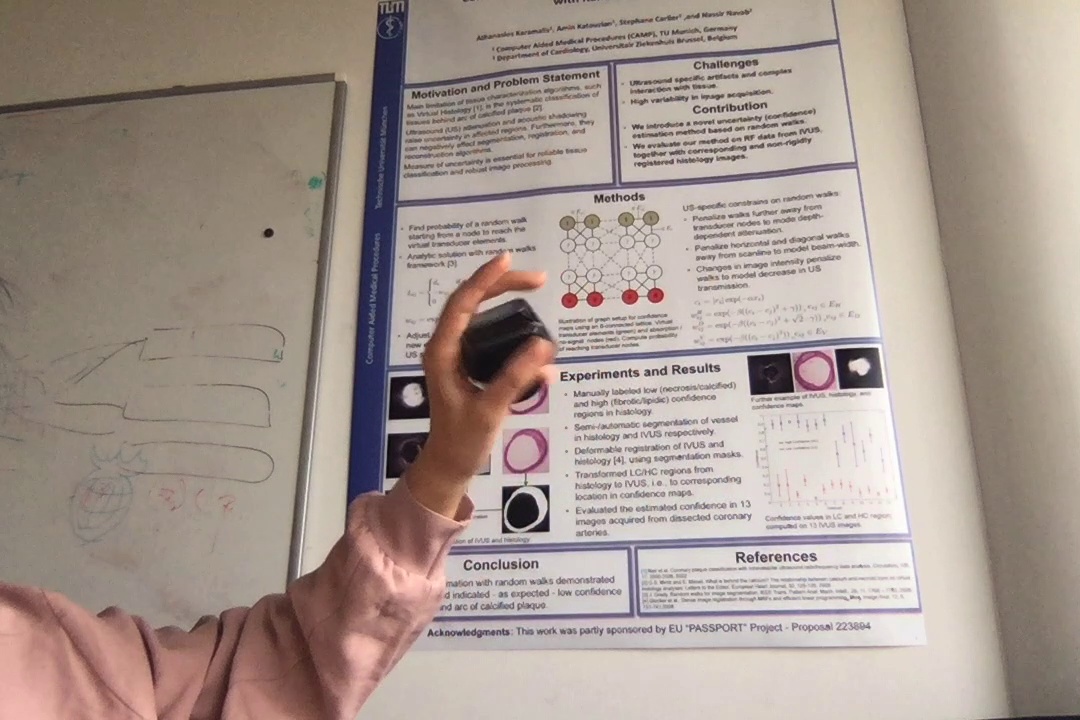 TUM
Athanasios Karamalis¹, Amin Katouzian¹, Stephane Carlier² ,and Nassir Navab¹
¹ Computer Aided Medical Procedures (CAMP), TU Munich, Germany
² Department of Cardiology, Universitair Ziekenhuis Brussel, Belgium
Technische Universität München
Computer Aided Medical Procedures
Motivation and Problem Statement
Main limitation of tissue characterization algorithms, such
as Virtual Histology [1], is the systematic classification of
tissues behind arc of calcified plaque [2].
Ultrasound (US) attenuation and acoustic shadowing
raise uncertainty in affected regions. Furthermore, they
can negatively effect segmentation, registration, and
reconstruction algorithms.
Measure of uncertainty is essential for reliable tissue
classification and robust image processing.
Challenges
• Ultrasound specific artifacts and complex
interaction with tissue.
• High variability in image acquisition.
Contribution
• We introduce a novel uncertainty (confidence)
estimation method based on random walks.
• We evaluate our method on RF data from IVUS,
together with corresponding and non-rigidly
registered histology images.
Methods
• Find probability of a random walk
starting from a node to reach the
virtual transducer elements.
• Analytic solution with random walks
framework [3]
• Adjust
new
US
Illustration of graph setup for confidence
maps using an 8-connected lattice. Virtual
transducer elements (green) and absorption /
no-signal nodes (red). Compute probability
of reaching transducer nodes.
US-specific constrains on random walks:
• Penalize walks further away from
transducer nodes to model depth-
dependent attenuation.
• Penalize horizontal and diagonal walks
away from scanline to model beam-width.
• Changes in image intensity penalize
walks to model decrease in US
transmission.
Experiments and Results
• Manually labeled low (necrosis/calcified)
and high (fibrotic/lipidic) confidence
regions in histology.
• Semi-/automatic segmentation of vessel
in histology and IVUS respectively.
• Deformable registration of IVUS and
histology [4], using segmentation masks.
• Transformed LC/HC regions from
histology to IVUS, i.e., to corresponding
location in confidence maps.
• Evaluated the estimated confidence in 13
images acquired from dissected coronary
arteries.
of IVUS and histology
Further example of IVUS, histology, and
confidence maps.
Confidence values in LC and HC region
computed on 13 IVUS images.
Conclusion
mation with random walks demonstrated
d indicated - as expected - low confidence
nd arc of calcified plaque.
References
Acknowledgments: This work was partly sponsored by EU "PASSPORT" Project - Proposal 223894